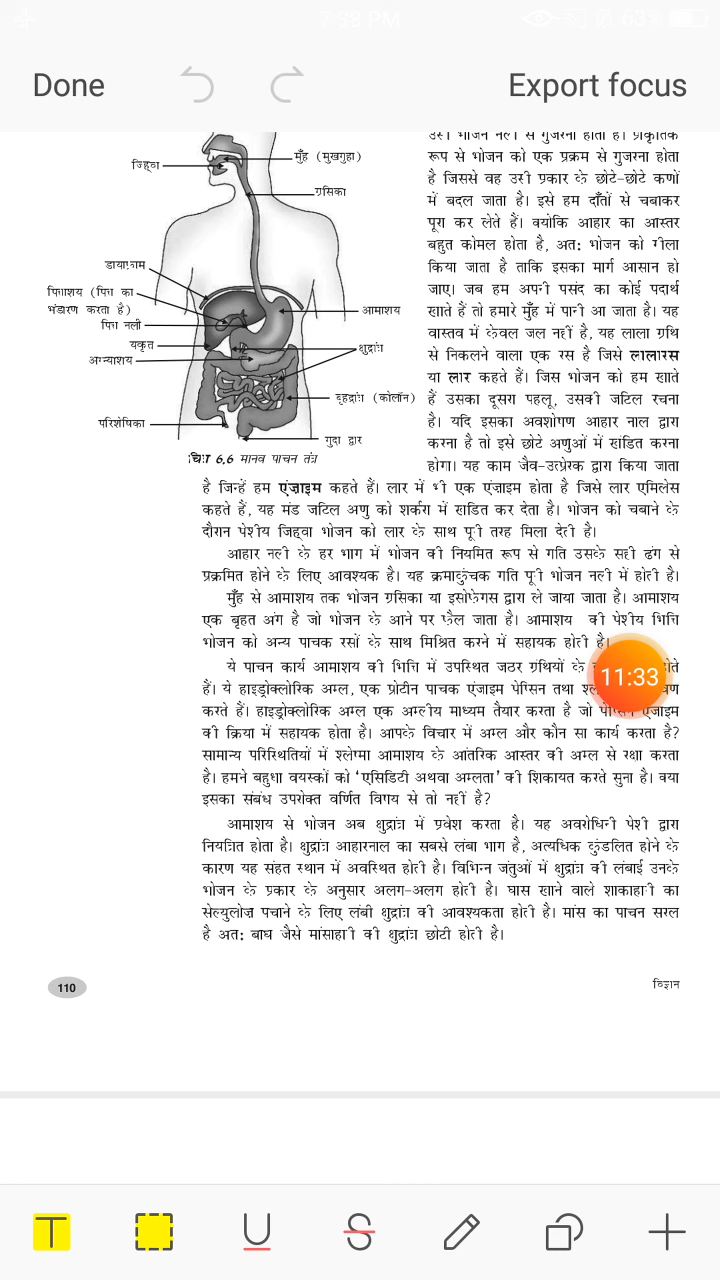 7:38 PM
63%
Done
Export focus
उसी भोजन नली से गुजरना होता है। प्राकृतिक
जिह्वा
मुँह (मुखगुहा)
ग्रसिका
डायाफ्राम
पित्ताशय (पित्त का
भंडारण करता है)
पित्त नली
यकृत
अग्न्याशय
आमाशय
क्षुद्रांत्र
बृहद्रांत्र (कोलॉन)
परिशेषिका
गुदा द्वार
चित्र 6.6 मानव पाचन तंत्र
रूप से भोजन को एक प्रक्रम से गुजरना होता
है जिससे वह उसी प्रकार के छोटे-छोटे कणों
में बदल जाता है। इसे हम दाँतों से चबाकर
पूरा कर लेते हैं। क्योंकि आहार का आस्तर
बहुत कोमल होता है, अत: भोजन को गीला
किया जाता है ताकि इसका मार्ग आसान हो
जाए। जब हम अपनी पसंद का कोई पदार्थ
खाते हैं तो हमारे मुँह में पानी आ जाता है। यह
वास्तव में केवल जल नहीं है, यह लाला ग्रंथि
से निकलने वाला एक रस है जिसे लालारस
या लार कहते हैं। जिस भोजन को हम खाते
हैं उसका दूसरा पहलू, उसकी जटिल रचना
है। यदि इसका अवशोषण आहार नाल द्वारा
करना है तो इसे छोटे अणुओं में खंडित करना
होगा। यह काम जैव-उत्प्रेरक द्वारा किया जाता
है जिन्हें हम एंजाइम कहते हैं। लार में भी एक एंजाइम होता है जिसे लार एमिलेस
कहते हैं, यह मंड जटिल अणु को शर्करा में खंडित कर देता है। भोजन को चबाने के
दौरान पेशीय जिह्वा भोजन को लार के साथ पूरी तरह मिला देती है।
आहार नली के हर भाग में भोजन की नियमित रूप से गति उसके सही ढंग से
प्रक्रमित होने के लिए आवश्यक है। यह क्रमाकुंचक गति पूरी भोजन नली में होती है।
मुँह से आमाशय तक भोजन ग्रसिका या इसोफेगस द्वारा ले जाया जाता है। आमाशय
एक बृहत अंग है जो भोजन के आने पर फैल जाता है। आमाशय की पेशीय भित्ति
भोजन को अन्य पाचक रसों के साथ मिश्रित करने में सहायक होती है।
ये पाचन कार्य आमाशय की भित्ति में उपस्थित जठर ग्रंथियों के
हैं। ये हाइड्रोक्लोरिक अम्ल, एक प्रोटीन पाचक एंजाइम पेप्सिन तथा
11:33
करते हैं। हाइड्रोक्लोरिक अम्ल एक अम्लीय माध्यम तैयार करता है जो पेप्सिन एंजाइम
की क्रिया में सहायक होता है। आपके विचार में अम्ल और कौन सा कार्य करता है?
सामान्य परिस्थितियों में श्लेष्मा आमाशय के आंतरिक आस्तर की अम्ल से रक्षा करता
है। हमने बहुधा वयस्कों को 'एसिडिटी अथवा अम्लता' की शिकायत करते सुना है। क्या
इसका संबंध उपरोक्त वर्णित विषय से तो नहीं है?
आमाशय से भोजन अब क्षुद्रांत्र में प्रवेश करता है। यह अवरोधिनी पेशी द्वारा
नियंत्रित होता है। क्षुद्रांत्र आहारनाल का सबसे लंबा भाग है, अत्यधिक कुंडलित होने के
कारण यह संहत स्थान में अवस्थित होती है। विभिन्न जंतुओं में क्षुद्रांत्र की लंबाई उनके
भोजन के प्रकार के अनुसार अलग-अलग होती है। घास खाने वाले शाकाहारी का
सेल्युलोज़ पचाने के लिए लंबी क्षुद्रांत्र की आवश्यकता होती है। मांस का पाचन सरल
है अत: बाघ जैसे मांसाहारी की क्षुद्रांत्र छोटी होती है।
110
विज्ञान